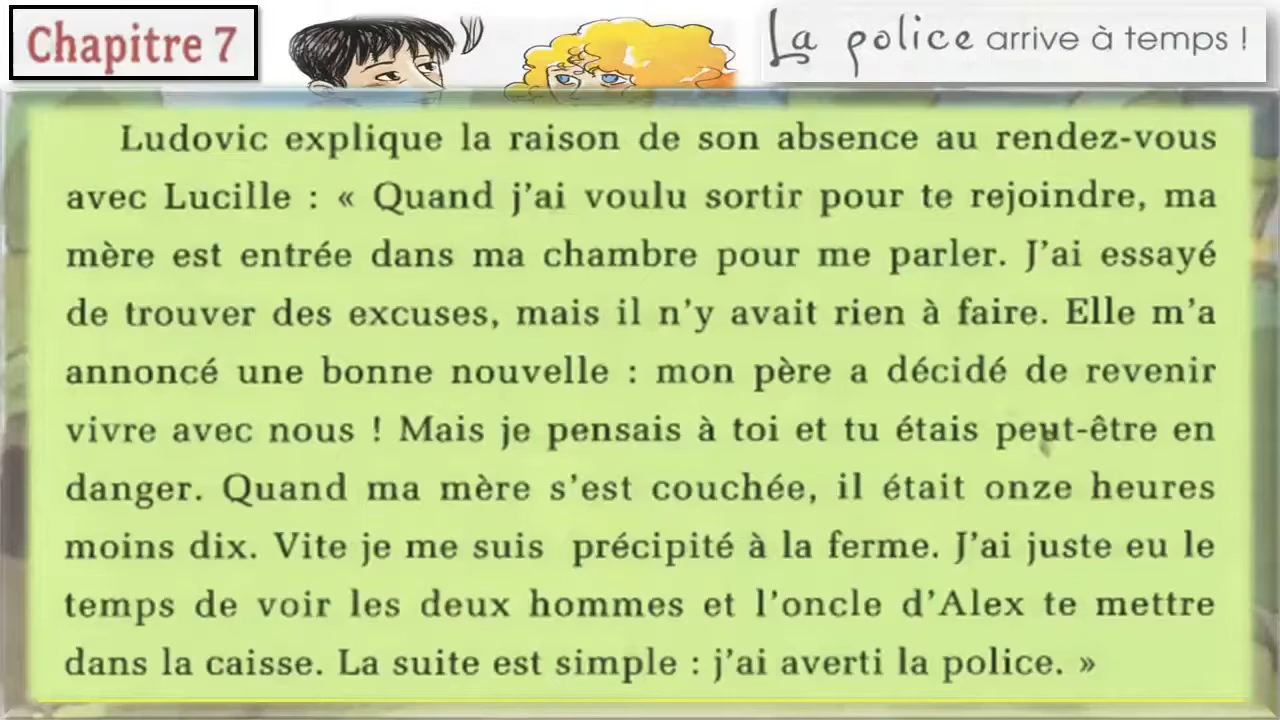 Chapitre 7
La police arrive à temps !
Ludovic explique la raison de son absence au rendez-vous
avec Lucille : « Quand j'ai voulu sortir pour te rejoindre, ma
mère est entrée dans ma chambre pour me parler. J'ai essayé
de trouver des excuses, mais il n'y avait rien à faire. Elle m'a
annoncé une bonne nouvelle : mon père a décidé de revenir
vivre avec nous ! Mais je pensais à toi et tu étais peut-être en
danger. Quand ma mère s'est couchée, il était onze heures
moins dix. Vite je me suis précipité à la ferme. J'ai juste eu le
temps de voir les deux hommes et l'oncle d'Alex te mettre
dans la caisse. La suite est simple : j'ai averti la police. »